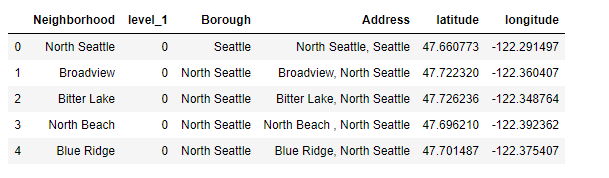 Neighborhood level_1 Borough Address latitude longitude
0 North Seattle 0 Seattle North Seattle, Seattle 47.660773 -122.291497
1 Broadview 0 North Seattle Broadview, North Seattle 47.722320 -122.360407
2 Bitter Lake 0 North Seattle Bitter Lake, North Seattle 47.726236 -122.348764
3 North Beach 0 North Seattle North Beach , North Seattle 47.696210 -122.392362
4 Blue Ridge 0 North Seattle Blue Ridge, North Seattle 47.701487 -122.375407